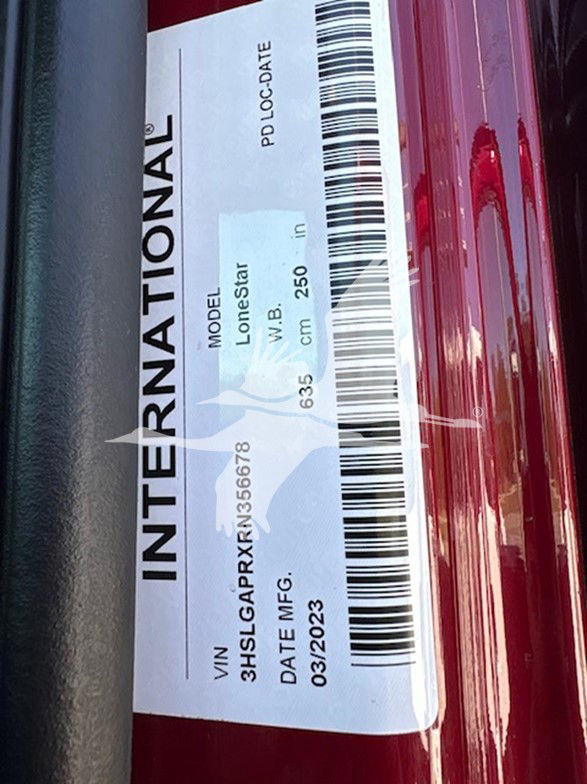 INTERNATIONAL®
VIN MODEL
3HSLGAPRXRN356678 LoneStar
DATE MFG. W.B. PD LOC-DATE
03/2023 635 cm 250 in